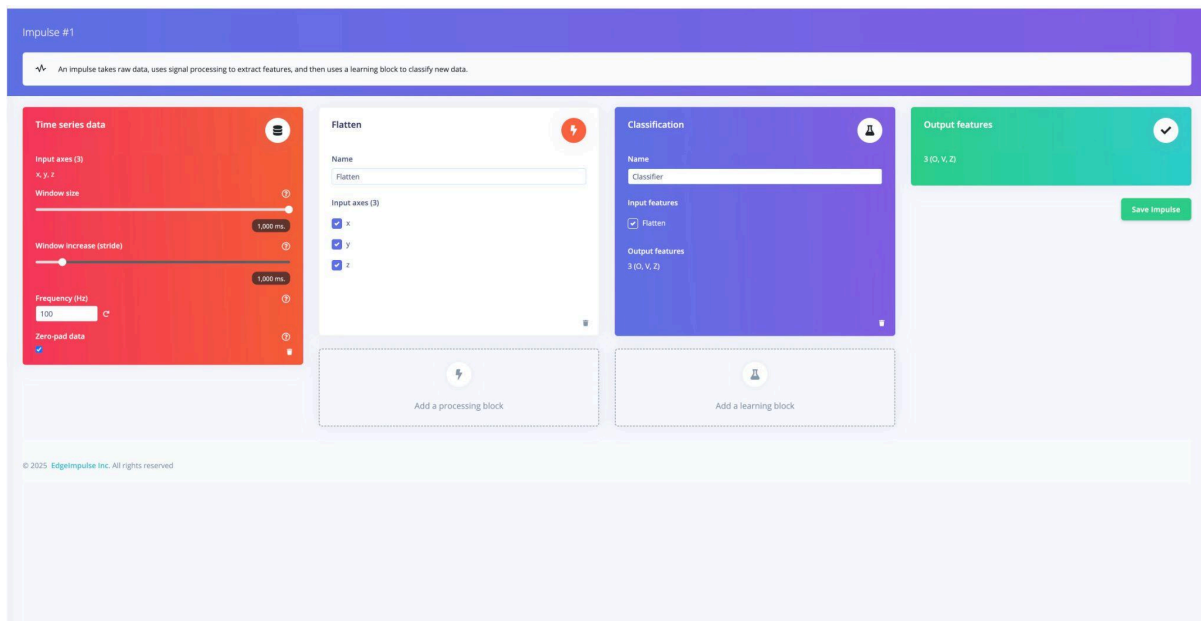 Impulse #1
An impulse takes raw data, uses signal processing to extract features, and then uses a learning block to classify new data.
Time series data
Input axes (3)
x, y, z
Window size
1,000 ms.
Window increase (stride)
1,000 ms.
Frequency (Hz)
100
Zero-pad data
Flatten
Name
Flatten
Input axes (3)
x
y
z
Add a processing block
Classification
Name
Classifier
Input features
Flatten
Output features
3 (O, V, Z)
Add a learning block
Output features
3 (O, V, Z)
Save Impulse
© 2025 EdgeImpulse Inc. All rights reserved